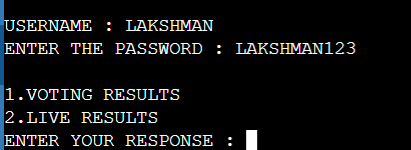 USERNAME : LAKSHMAN
ENTER THE PASSWORD : LAKSHMAN123
1.VOTING RESULTS
2.LIVE RESULTS
ENTER YOUR RESPONSE :